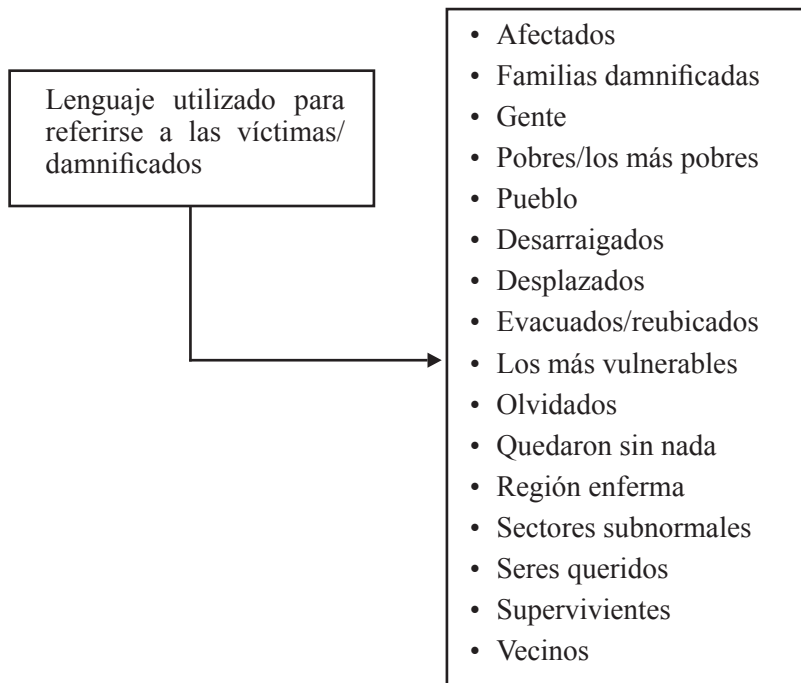 Lenguaje utilizado para
referirse a las víctimas/
damnificados
• Afectados
• Familias damnificadas
• Gente
• Pobres/los más pobres
• Pueblo
• Desarraigados
• Desplazados
• Evacuados/reubicados
• Los más vulnerables
• Olvidados
• Quedaron sin nada
• Región enferma
• Sectores subnormales
• Seres queridos
• Supervivientes
• Vecinos